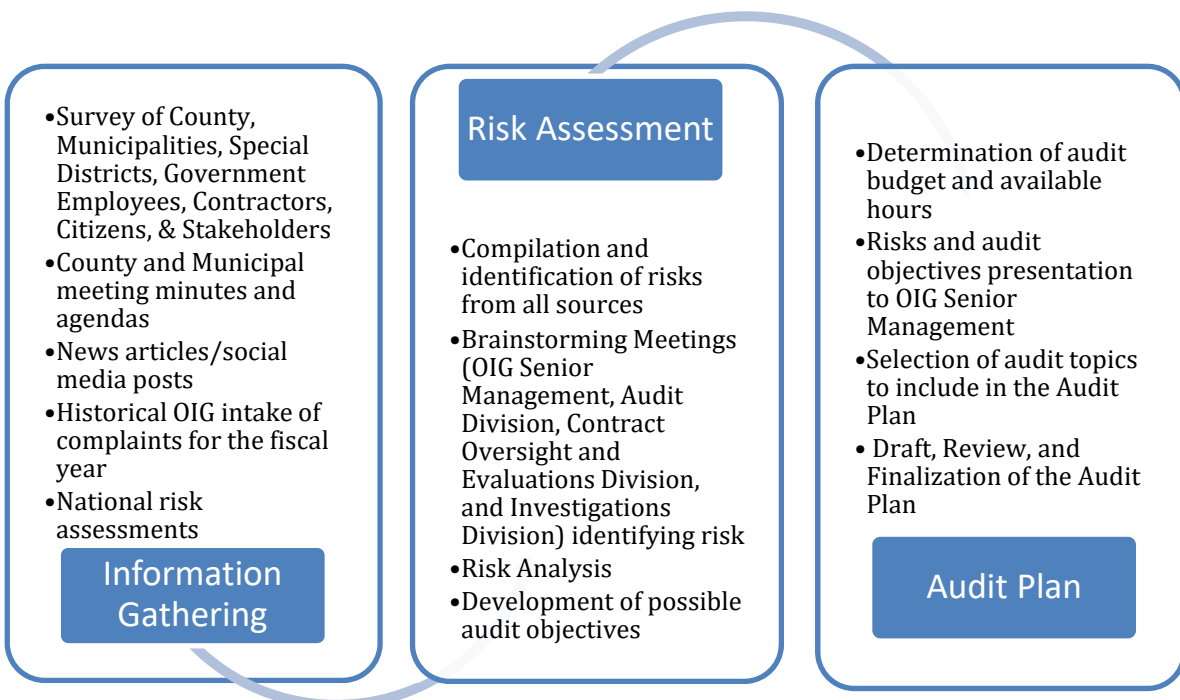 •Survey of County,
Municipalities, Special
Districts, Government
Employees, Contractors,
Citizens, & Stakeholders
•County and Municipal
meeting minutes and
agendas
•News articles/social
media posts
•Historical OIG intake of
complaints for the fiscal
year
•National risk
assessments
Information
Gathering
Risk Assessment
•Compilation and
identification of risks
from all sources
•Brainstorming Meetings
(OIG Senior
Management, Audit
Division, Contract
Oversight and
Evaluations Division,
and Investigations
Division) identifying risk
•Risk Analysis
•Development of possible
audit objectives
•Determination of audit
budget and available
hours
•Risks and audit
objectives presentation
to OIG Senior
Management
•Selection of audit topics
to include in the Audit
Plan
• Draft, Review, and
Finalization of the Audit
Plan
Audit Plan